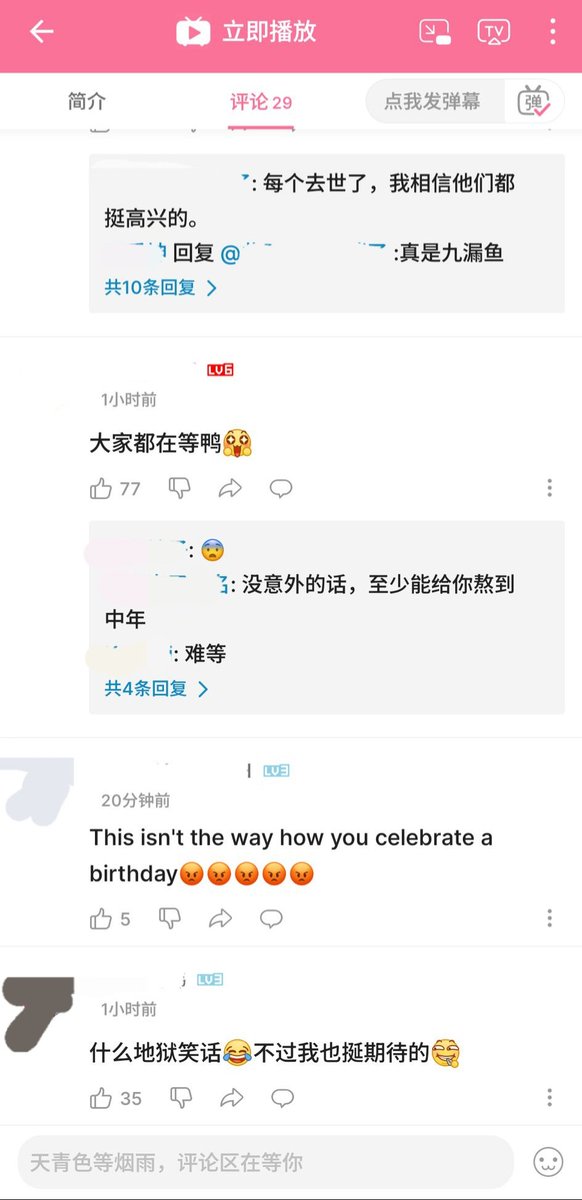 立即播放
TV
简介
评论 29
点我发弹幕
弹
: 每个去世了，我相信他们都
挺高兴的。
回复 @ :真是九漏鱼
共10条回复
LV6
1小时前
大家都在等鸭
77
:
: 没意外的话，至少能给你熬到
中年
: 难等
共4条回复
LV3
20分钟前
This isn't the way how you celebrate a
birthday😡😡😡😡😡
5
LV3
1小时前
什么地狱笑话😂不过我也挺期待的
35
天青色等烟雨，评论区在等你